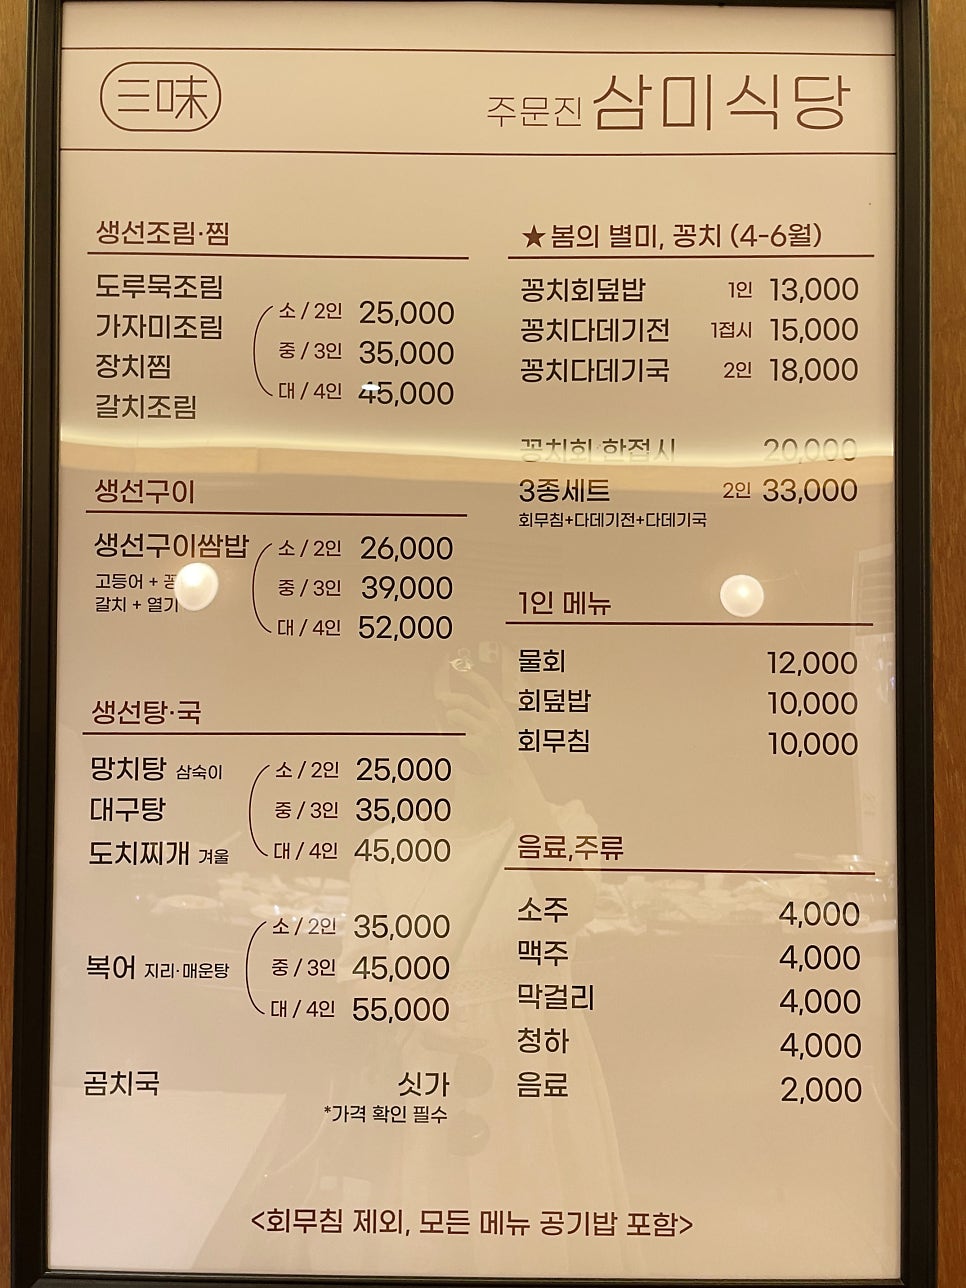 三味
주문진 삼미식당
생선조림·찜
도루묵조림
가자미조림
장치찜
갈치조림
소 / 2인 25,000
중 / 3인 35,000
대 / 4인 45,000
생선구이
생선구이쌈밥
고등어 +
갈치 + 열기
소 / 2인 26,000
중 / 3인 39,000
대 / 4인 52,000
생선탕·국
망치탕 삼숙이
대구탕
도치찌개 겨울
소 / 2인 25,000
중 / 3인 35,000
대 / 4인 45,000
복어 지리·매운탕
소 / 2인 35,000
중 / 3인 45,000
대 / 4인 55,000
곰치국 싯가
*가격 확인 필수
★봄의 별미, 꽁치 (4-6월)
꽁치회덮밥 1인 13,000
꽁치다데기전 1접시 15,000
꽁치다데기국 2인 18,000
꽁치회 한접시 20,000
3종세트 2인 33,000
회무침+다데기전+다데기국
1인 메뉴
물회 12,000
회덮밥 10,000
회무침 10,000
음료,주류
소주 4,000
맥주 4,000
막걸리 4,000
청하 4,000
음료 2,000
<회무침 제외, 모든 메뉴 공기밥 포함>